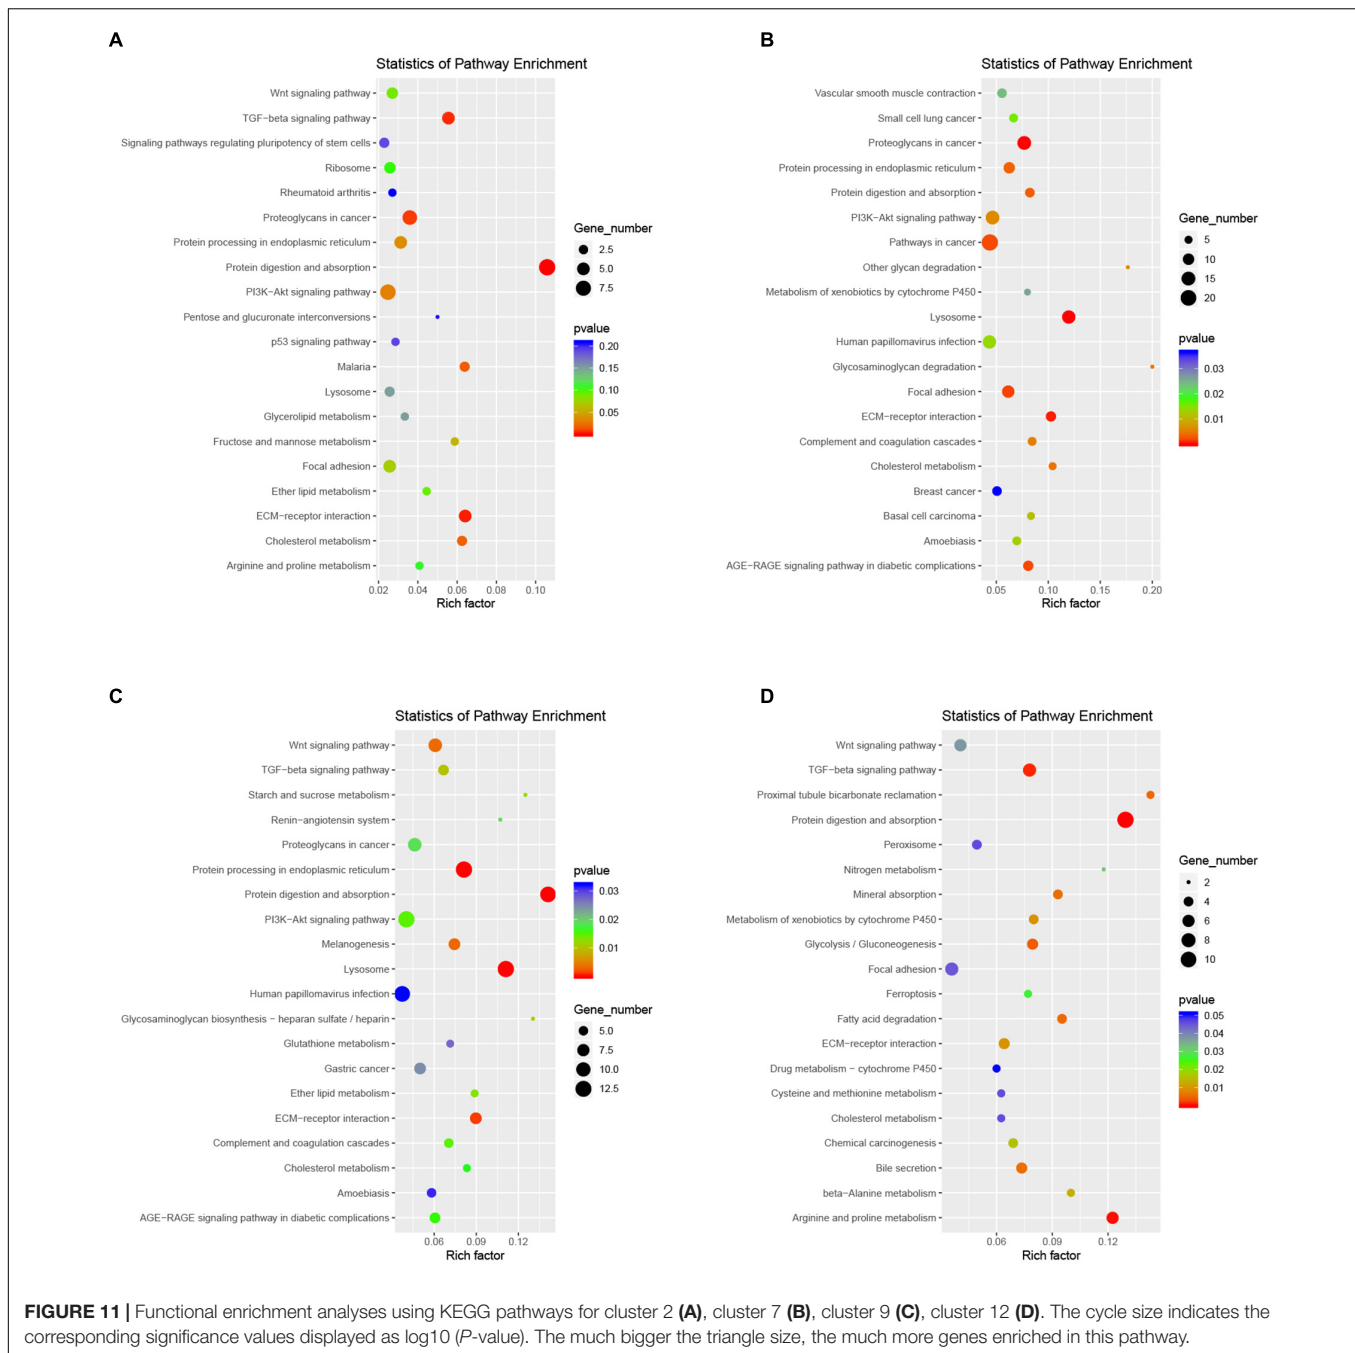 A
Statistics of Pathway Enrichment
Wnt signaling pathway
TGF−beta signaling pathway
Signaling pathways regulating pluripotency of stem cells
Ribosome
Rheumatoid arthritis
Proteoglycans in cancer
Protein processing in endoplasmic reticulum
Protein digestion and absorption
PI3K−Akt signaling pathway
Pentose and glucuronate interconversions
p53 signaling pathway
Malaria
Lysosome
Glycerolipid metabolism
Fructose and mannose metabolism
Focal adhesion
Ether lipid metabolism
ECM−receptor interaction
Cholesterol metabolism
Arginine and proline metabolism
0.02 0.04 0.06 0.08 0.10
Rich factor
Gene_number
2.5
5.0
7.5
pvalue
0.20
0.15
0.10
0.05
B
Statistics of Pathway Enrichment
Vascular smooth muscle contraction
Small cell lung cancer
Proteoglycans in cancer
Protein processing in endoplasmic reticulum
Protein digestion and absorption
PI3K−Akt signaling pathway
Pathways in cancer
Other glycan degradation
Metabolism of xenobiotics by cytochrome P450
Lysosome
Human papillomavirus infection
Glycosaminoglycan degradation
Focal adhesion
ECM−receptor interaction
Complement and coagulation cascades
Cholesterol metabolism
Breast cancer
Basal cell carcinoma
Amoebiasis
AGE−RAGE signaling pathway in diabetic complications
0.05 0.10 0.15 0.20
Rich factor
Gene_number
5
10
15
20
pvalue
0.03
0.02
0.01
C
Statistics of Pathway Enrichment
Wnt signaling pathway
TGF−beta signaling pathway
Starch and sucrose metabolism
Renin−angiotensin system
Proteoglycans in cancer
Protein processing in endoplasmic reticulum
Protein digestion and absorption
PI3K−Akt signaling pathway
Melanogenesis
Lysosome
Human papillomavirus infection
Glycosaminoglycan biosynthesis − heparan sulfate / heparin
Glutathione metabolism
Gastric cancer
Ether lipid metabolism
ECM−receptor interaction
Complement and coagulation cascades
Cholesterol metabolism
Amoebiasis
AGE−RAGE signaling pathway in diabetic complications
0.06 0.09 0.12
Rich factor
pvalue
0.03
0.02
0.01
Gene_number
5.0
7.5
10.0
12.5
D
Statistics of Pathway Enrichment
Wnt signaling pathway
TGF−beta signaling pathway
Proximal tubule bicarbonate reclamation
Protein digestion and absorption
Peroxisome
Nitrogen metabolism
Mineral absorption
Metabolism of xenobiotics by cytochrome P450
Glycolysis / Gluconeogenesis
Focal adhesion
Ferroptosis
Fatty acid degradation
ECM−receptor interaction
Drug metabolism − cytochrome P450
Cysteine and methionine metabolism
Cholesterol metabolism
Chemical carcinogenesis
Bile secretion
beta−Alanine metabolism
Arginine and proline metabolism
0.06 0.09 0.12
Rich factor
Gene_number
2
4
6
8
10
pvalue
0.05
0.04
0.03
0.02
0.01
FIGURE 11 | Functional enrichment analyses using KEGG pathways for cluster 2 (A), cluster 7 (B), cluster 9 (C), cluster 12 (D). The cycle size indicates the
corresponding significance values displayed as log10 (P-value). The much bigger the triangle size, the much more genes enriched in this pathway.